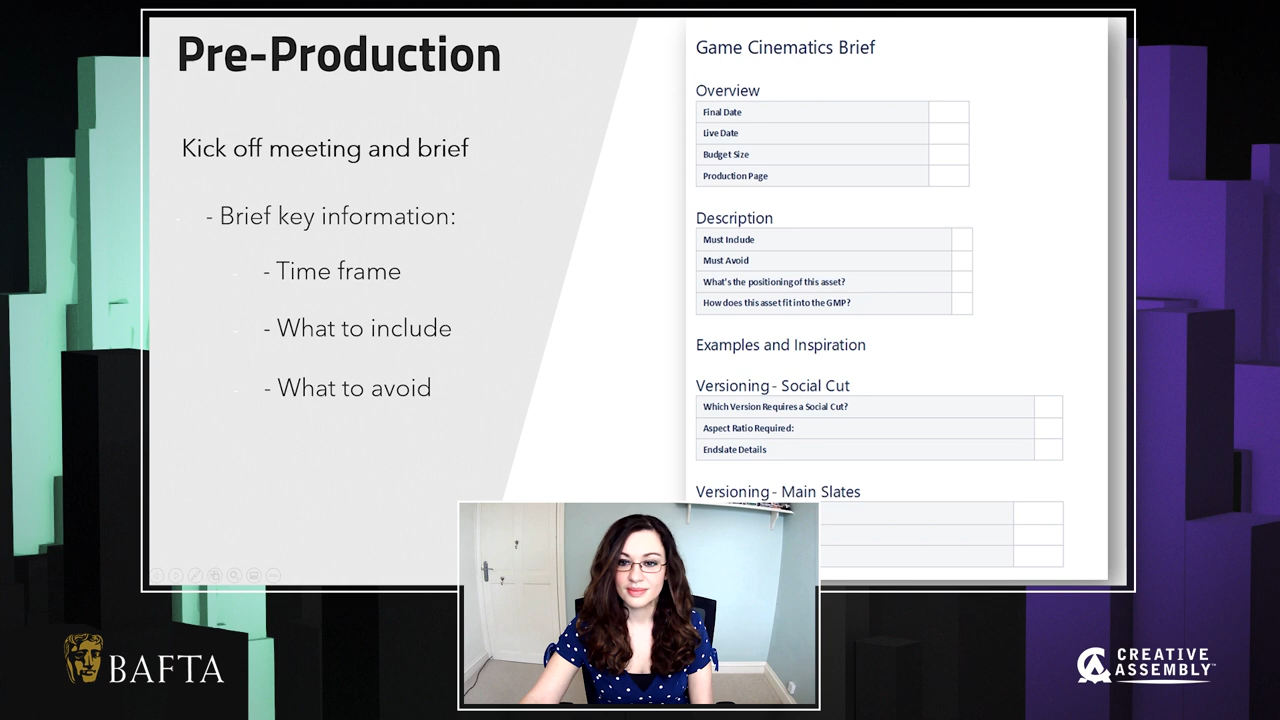 Pre-Production
Kick off meeting and brief
- Brief key information:
- Time frame
- What to include
- What to avoid
Game Cinematics Brief
Overview
Final Date
Live Date
Budget Size
Production Page
Description
Must Include
Must Avoid
What's the positioning of this asset?
How does this asset fit into the GMP?
Examples and Inspiration
Versioning - Social Cut
Which Version Requires a Social Cut?
Aspect Ratio Required:
Endslate Details
Versioning - Main Slates
BAFTA
CREATIVE
ASSEMBLY™